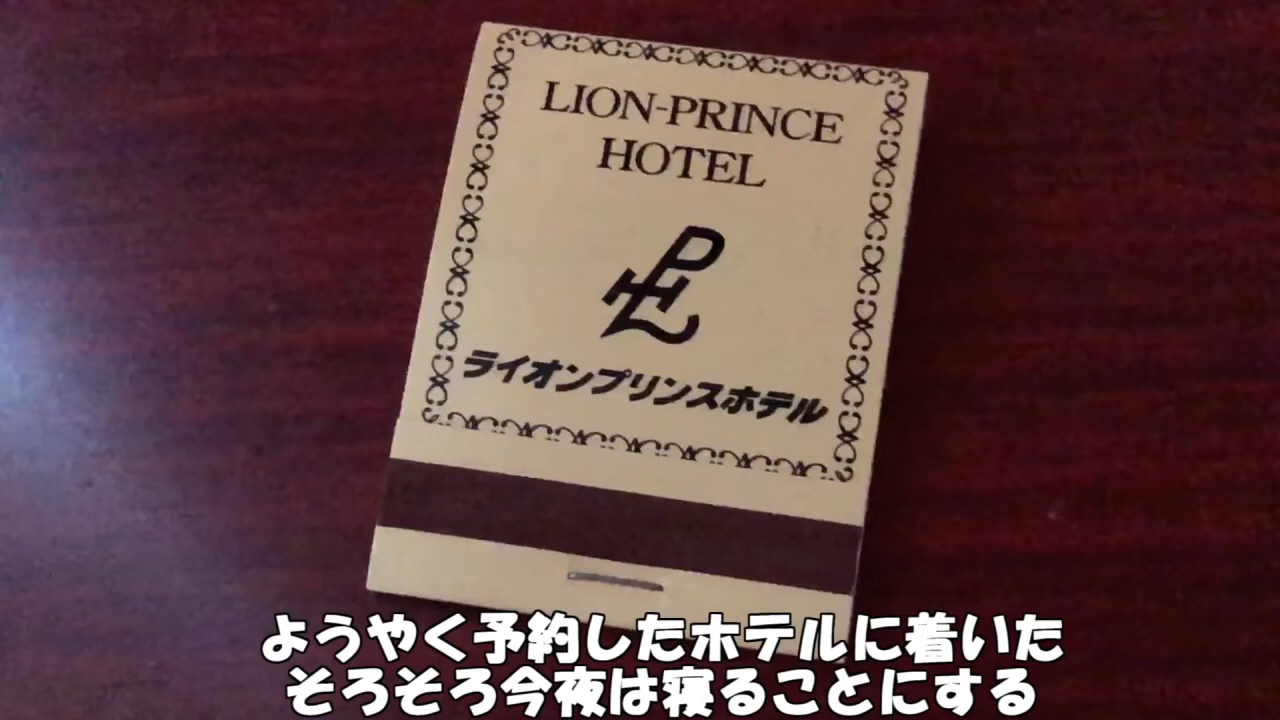 LION-PRINCE
HOTEL
ライオンプリンスホテル
ようやく予約したホテルに着いた
そろそろ今夜は寝ることにする